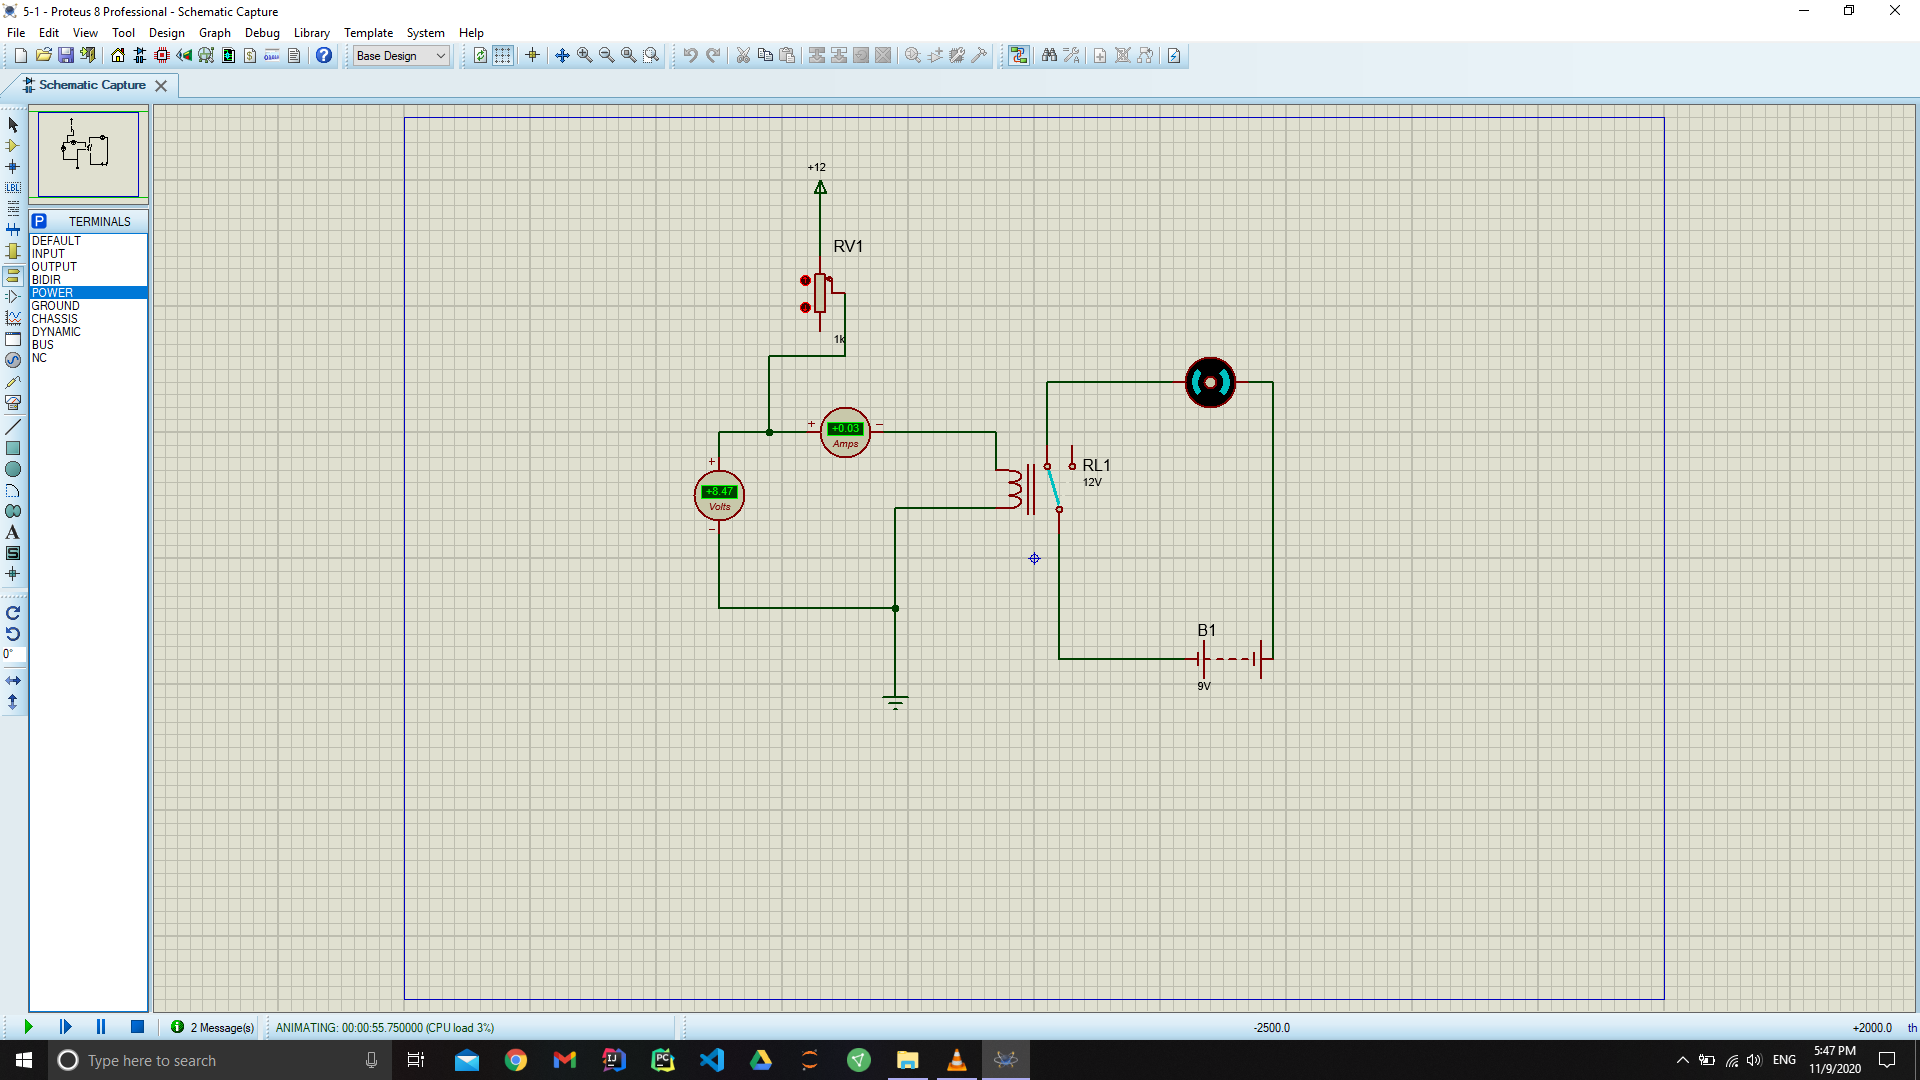 5-1 - Proteus 8 Professional - Schematic Capture
File Edit View Tool Design Graph Debug Library Template System Help
Base Design
Schematic Capture
P TERMINALS
DEFAULT
INPUT
OUTPUT
BIDIR
POWER
GROUND
CHASSIS
DYNAMIC
BUS
NC
LBL
A
S
0°
+12
RV1
1k
+ +0.03 −
Amps
+
+8.47
Volts
−
RL1
12V
B1
9V
2 Message(s)
ANIMATING: 00:00:55.750000 (CPU load 3%)
-2500.0
+2000.0 th
Type here to search
ENG
5:47 PM
11/9/2020